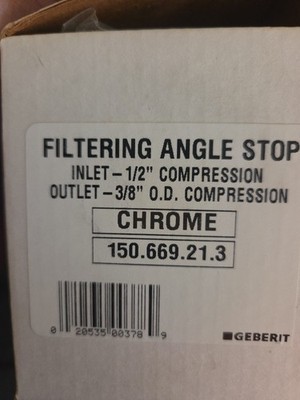 FILTERING ANGLE STOP
INLET – 1/2" COMPRESSION
OUTLET – 3/8" O.D. COMPRESSION
CHROME
150.669.21.3
0 20535 00378 9
GEBERIT